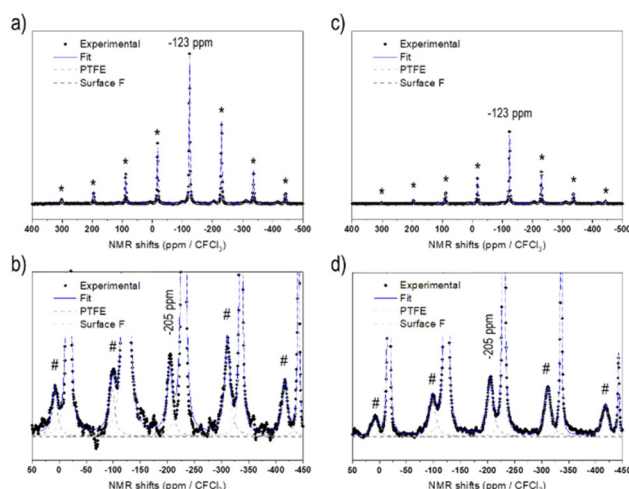 a)
Experimental
Fit
PTFE
Surface F
-123 ppm
* * * * * * * *
400 300 200 100 0 -100 -200 -300 -400 -500
NMR shifts (ppm / CFCl3)
c)
Experimental
Fit
PTFE
Surface F
-123 ppm
* * * * * * * *
400 300 200 100 0 -100 -200 -300 -400 -500
NMR shifts (ppm / CFCl3)
b)
Experimental
Fit
PTFE
Surface F
-205 ppm
# # # #
50 0 -50 -100 -150 -200 -250 -300 -350 -400 -450
NMR shifts (ppm / CFCl3)
d)
Experimental
Fit
PTFE
Surface F
-205 ppm
# # # #
50 0 -50 -100 -150 -200 -250 -300 -350 -400 -450
NMR shifts (ppm / CFCl3)